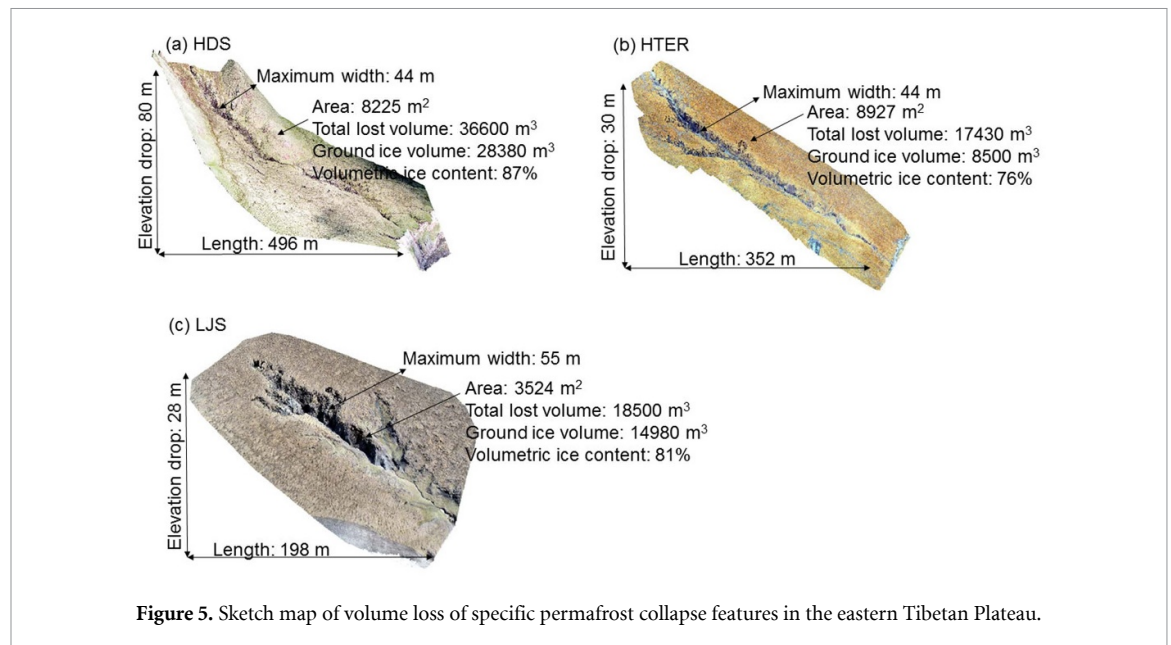 (a) HDS
Maximum width: 44 m
Area: 8225 m²
Total lost volume: 36600 m³
Ground ice volume: 28380 m³
Volumetric ice content: 87%
Elevation drop: 80 m
Length: 496 m
(b) HTER
Maximum width: 44 m
Area: 8927 m²
Total lost volume: 17430 m³
Ground ice volume: 8500 m³
Volumetric ice content: 76%
Elevation drop: 30 m
Length: 352 m
(c) LJS
Maximum width: 55 m
Area: 3524 m²
Total lost volume: 18500 m³
Ground ice volume: 14980 m³
Volumetric ice content: 81%
Elevation drop: 28 m
Length: 198 m
Figure 5. Sketch map of volume loss of specific permafrost collapse features in the eastern Tibetan Plateau.